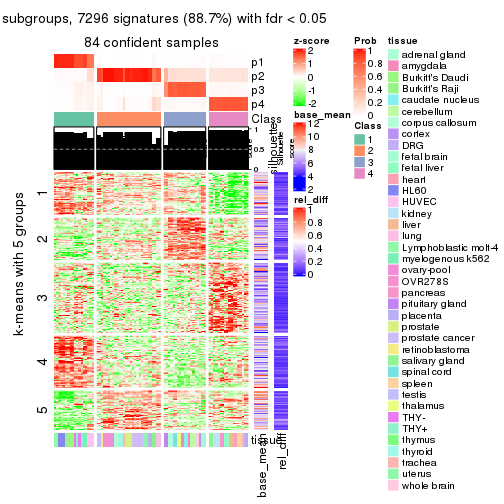 subgroups, 7296 signatures (88.7%) with fdr < 0.05
84 confident samples
p1
p2
p3
p4
Class
1
0.5
0
Silhouette
score
silhouette
k-means with 5 groups
1
2
3
4
5
tissue
base_mean
rel_diff
z-score
2
1
0
-1
-2
base_mean
12
10
8
6
4
2
rel_diff
1
0.8
0.6
0.4
0.2
0
Prob
1
0.8
0.6
0.4
0.2
0
Class
1
2
3
4
tissue
adrenal gland
amygdala
Burkitt's Daudi
Burkitt's Raji
caudate nucleus
cerebellum
corpus callosum
cortex
DRG
fetal brain
fetal liver
heart
HL60
HUVEC
kidney
liver
lung
Lymphoblastic molt-4
myelogenous k562
ovary-pool
OVR278S
pancreas
pituitary gland
placenta
prostate
prostate cancer
retinoblastoma
salivary gland
spinal cord
spleen
testis
thalamus
THY-
THY+
thymus
thyroid
trachea
uterus
whole brain